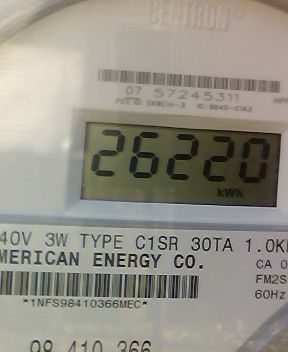 CENTRON®
07 57245311
26220
kWh
40V 3W TYPE C1SR 30TA 1.0K
MERICAN ENERGY CO.
CA 0
FM2S
60Hz
*1NFS98410366MEC*
98 410 366